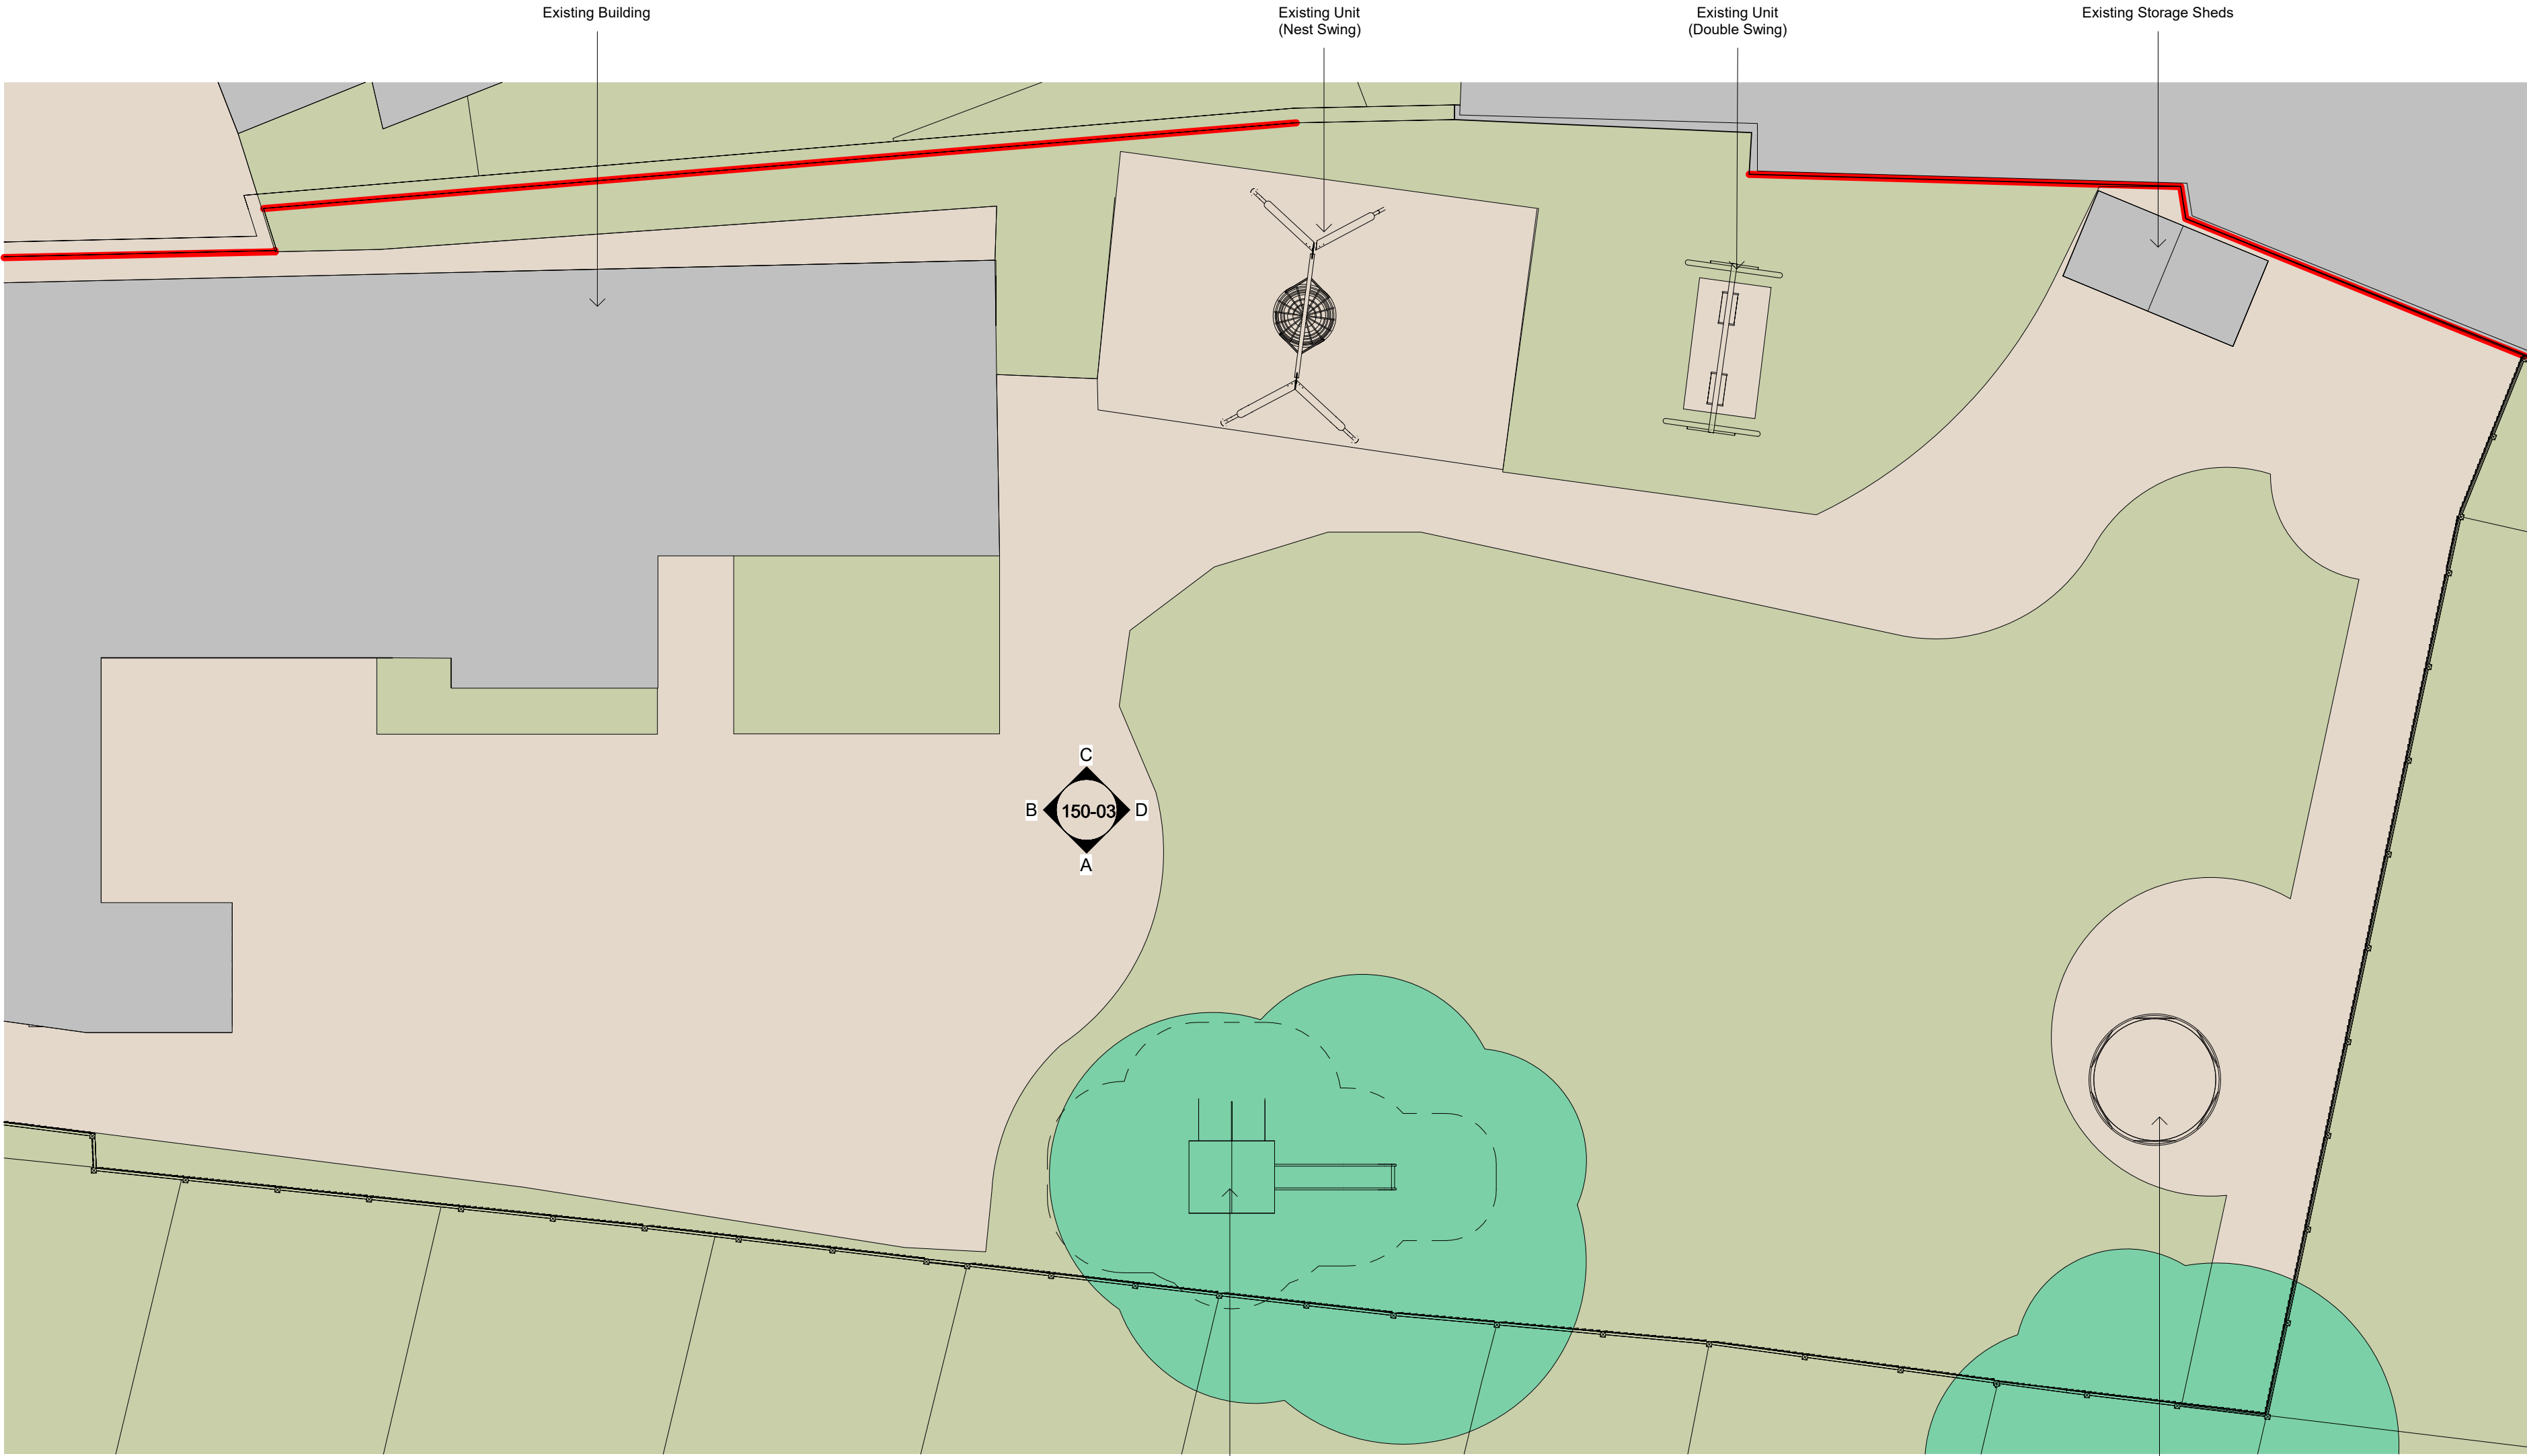 Existing Building
Existing Unit
(Nest Swing)
Existing Unit
(Double Swing)
Existing Storage Sheds
C
B
150-03
D
A